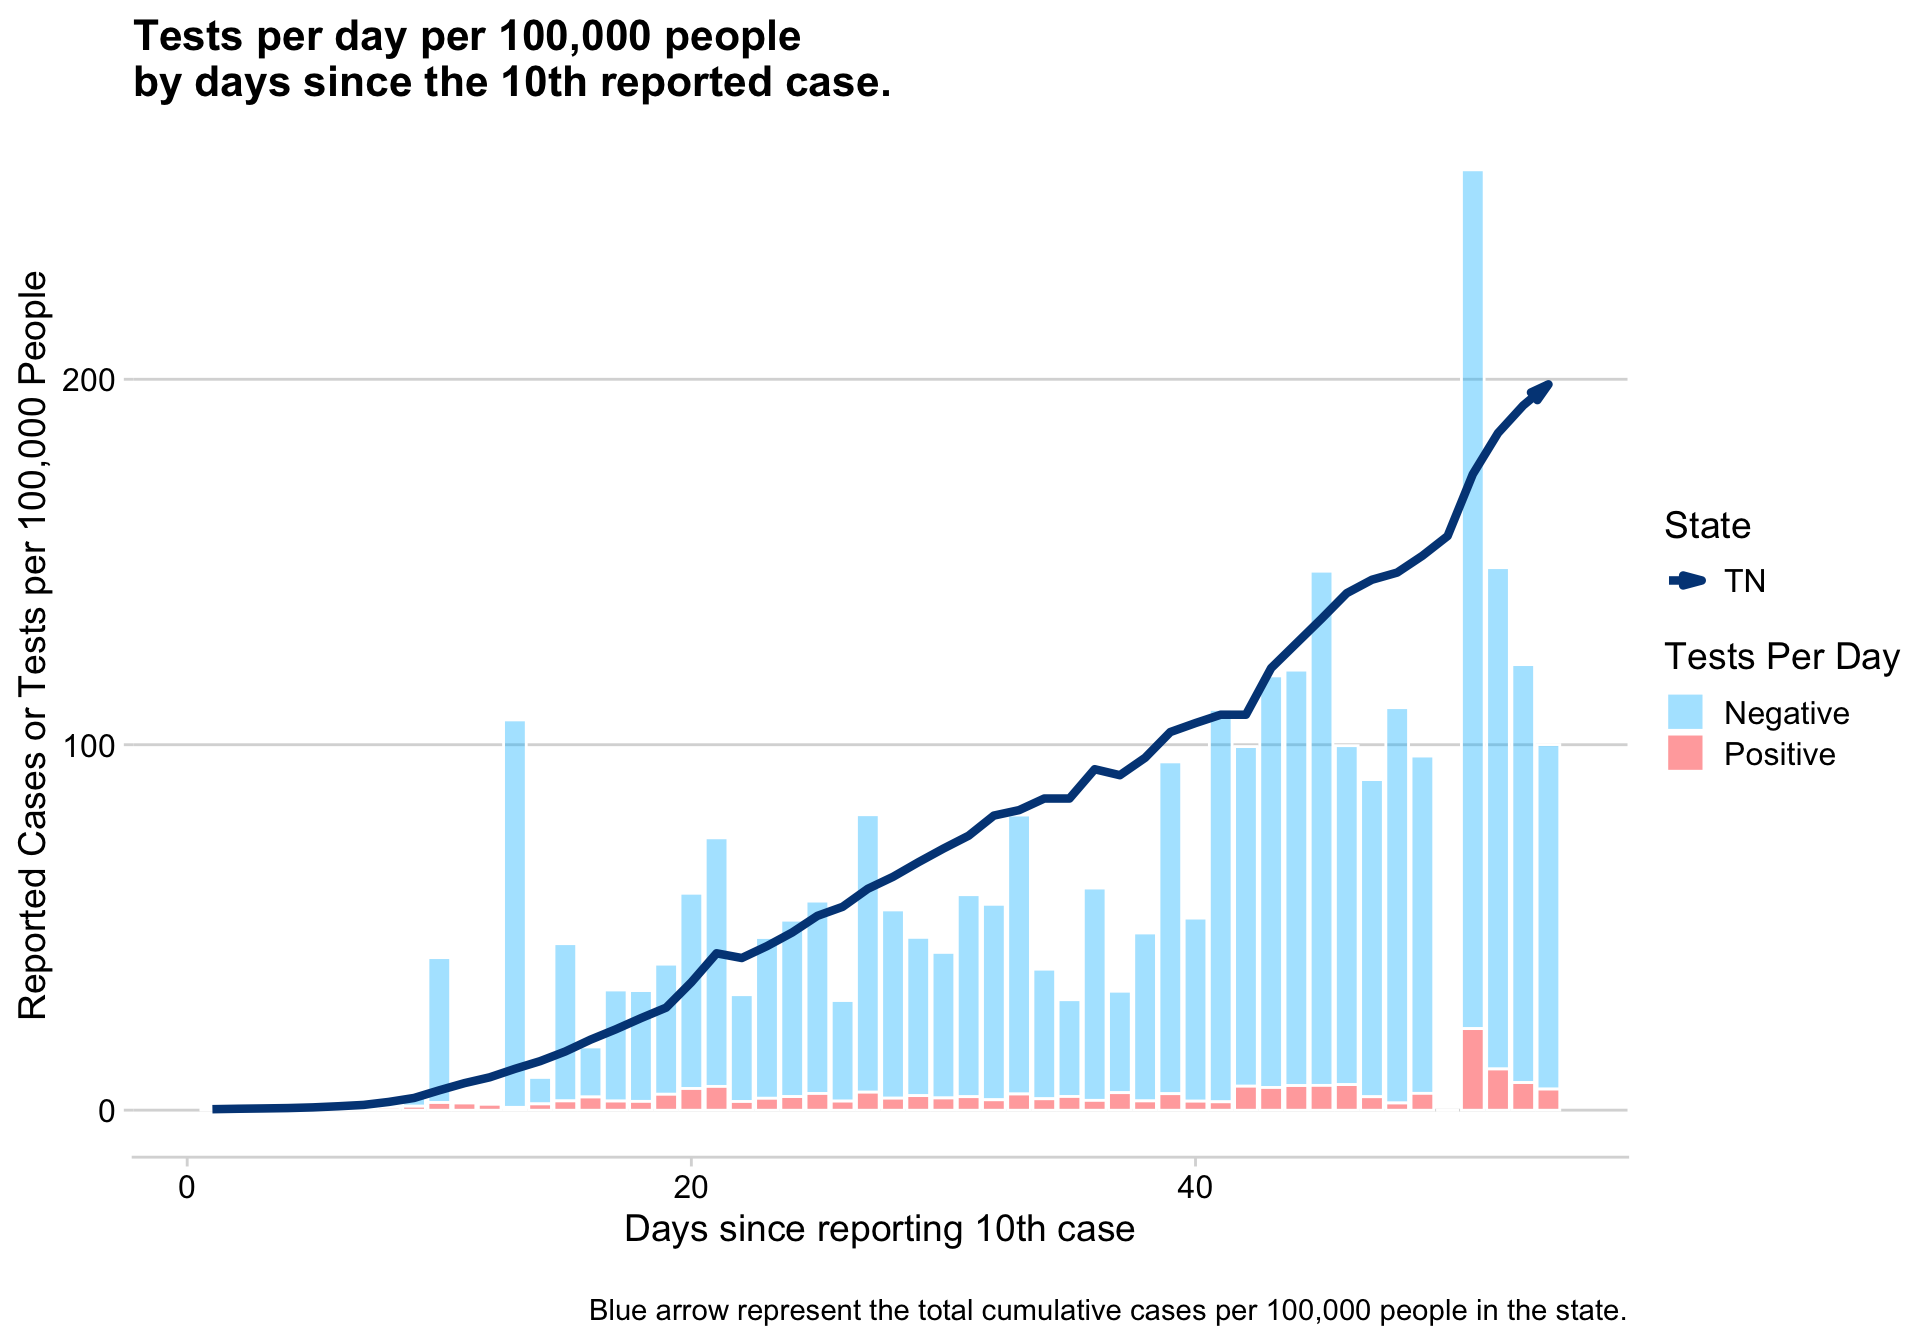 Tests per day per 100,000 people
by days since the 10th reported case.
Reported Cases or Tests per 100,000 People
200
100
0
0
20
40
Days since reporting 10th case
State
TN
Tests Per Day
Negative
Positive
Blue arrow represent the total cumulative cases per 100,000 people in the state.